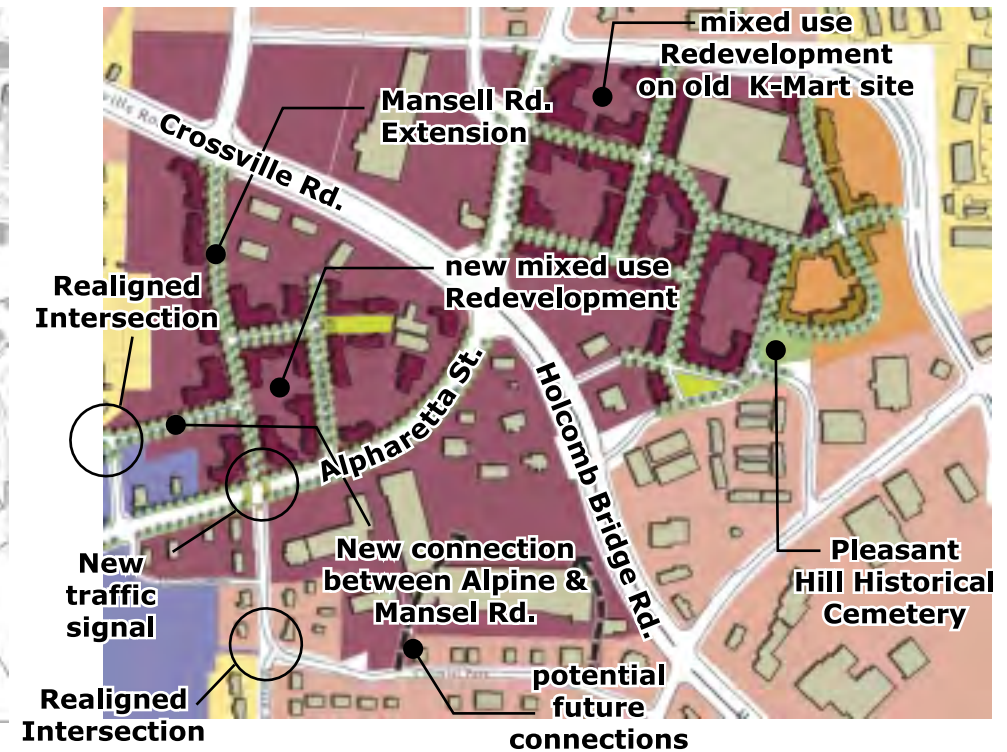 mixed use
Redevelopment
on old K-Mart site
Mansell Rd.
Extension
Crossville Rd.
new mixed use
Redevelopment
Realigned
Intersection
Alpharetta St.
Holcomb Bridge Rd.
New
traffic
signal
New connection
between Alpine &
Mansel Rd.
Pleasant
Hill Historical
Cemetery
Realigned
Intersection
potential
future
connections